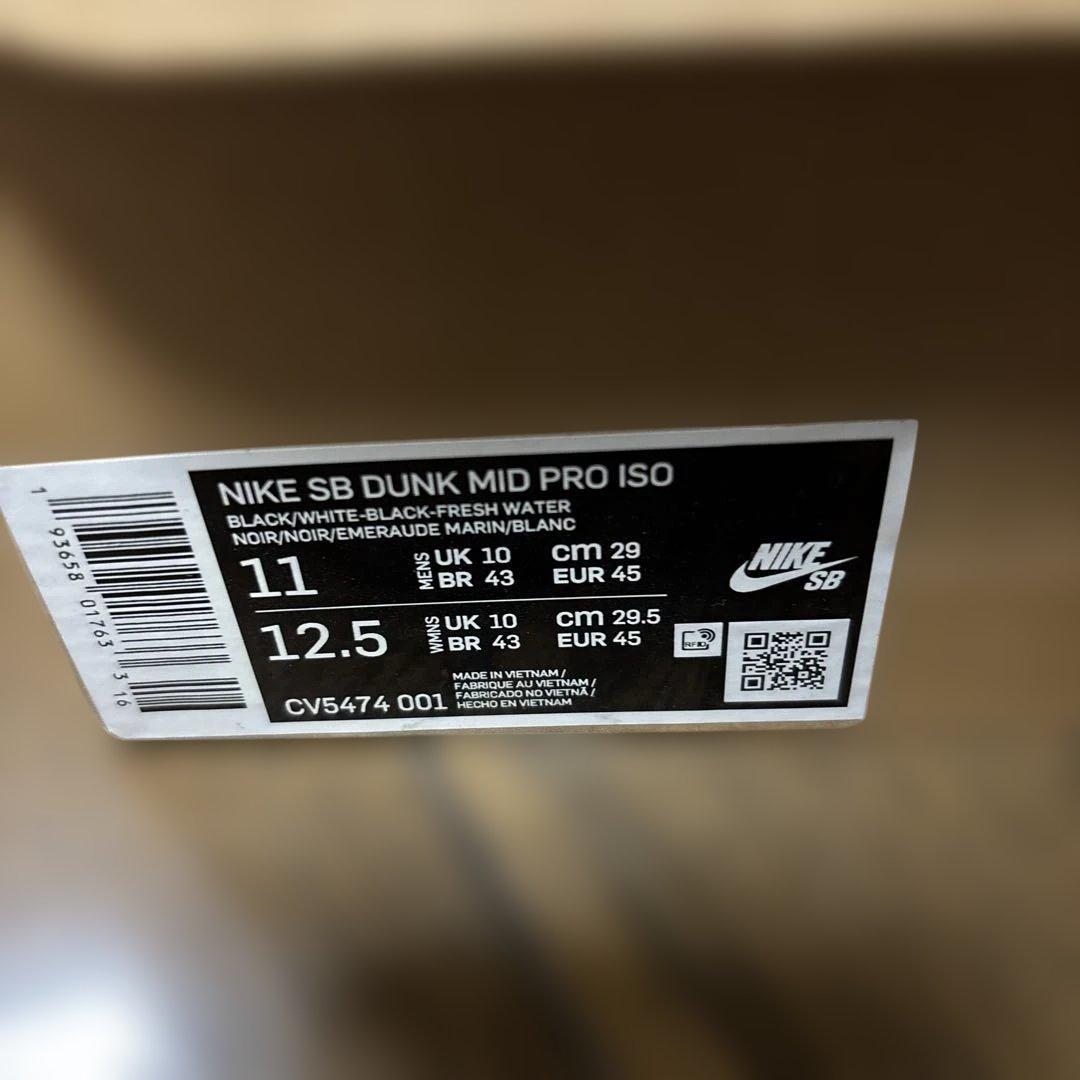 NIKE SB DUNK MID PRO ISO
BLACK/WHITE-BLACK-FRESH WATER
NOIR/NOIR/EMERAUDE MARIN/BLANC
11 MENS UK 10 cm 29
BR 43 EUR 45
12.5 WMNS UK 10 cm 29.5
BR 43 EUR 45
CV5474 001
MADE IN VIETNAM /
FABRIQUE AU VIETNAM /
FABRICADO NO VIETNÃ /
HECHO EN VIETNAM
RFID
NIKE
SB
1 93658 01763 3 16